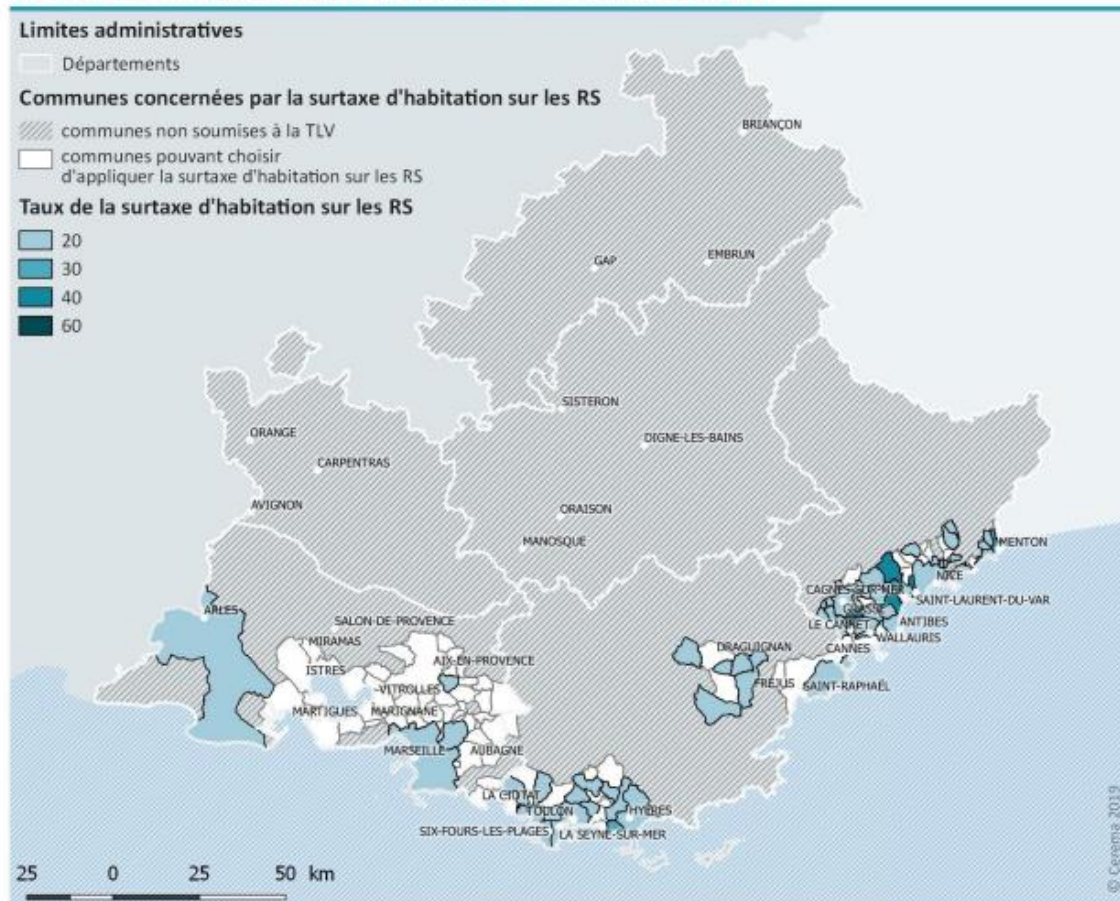 Limites administratives
Départements
Communes concernées par la surtaxe d'habitation sur les RS
communes non soumises à la TLV
communes pouvant choisir
d'appliquer la surtaxe d'habitation sur les RS
Taux de la surtaxe d'habitation sur les RS
20
30
40
60
BRIANÇON
GAP
EMBRUN
SISTERON
ORANGE
DIGNE-LES-BAINS
CARPENTRAS
AVIGNON
ORAISON
MANOSQUE
MENTON
NICE
CAGNES-SUR-MER
SAINT-LAURENT-DU-VAR
GRASSE
ARLES
SALON-DE-PROVENCE
LE CANNET
ANTIBES
VALLAURIS
MIRAMAS
DRAGUIGNAN
CANNES
AIX-EN-PROVENCE
ISTRES
FRÉJUS
SAINT-RAPHAËL
VITROLLES
MARTIGUES
MARIGNANE
MARSEILLE
AUBAGNE
LA CIOTAT
TOULON
HYÈRES
SIX-FOURS-LES-PLAGES
LA SEYNE-SUR-MER
25 0 25 50 km
© Cerema 2019